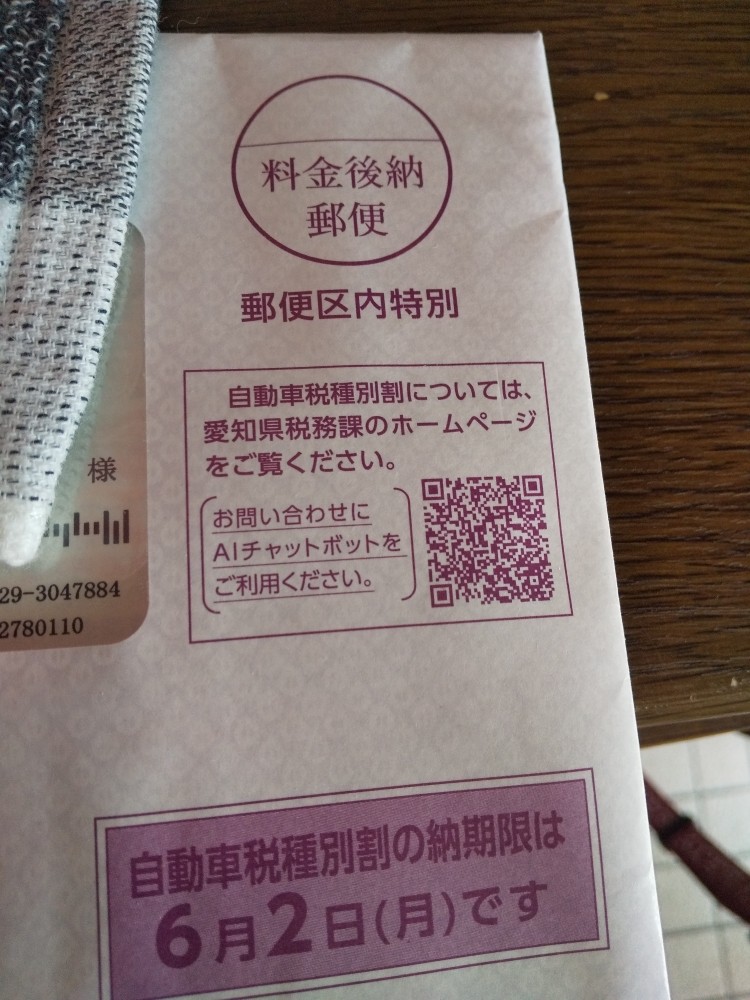 料金後納
郵便
郵便区内特別
自動車税種別割については、
愛知県税務課のホームページ
をご覧ください。
お問い合わせに
AIチャットボットを
ご利用ください。
様
29-3047884
2780110
自動車税種別割の納期限は
6月2日(月)です